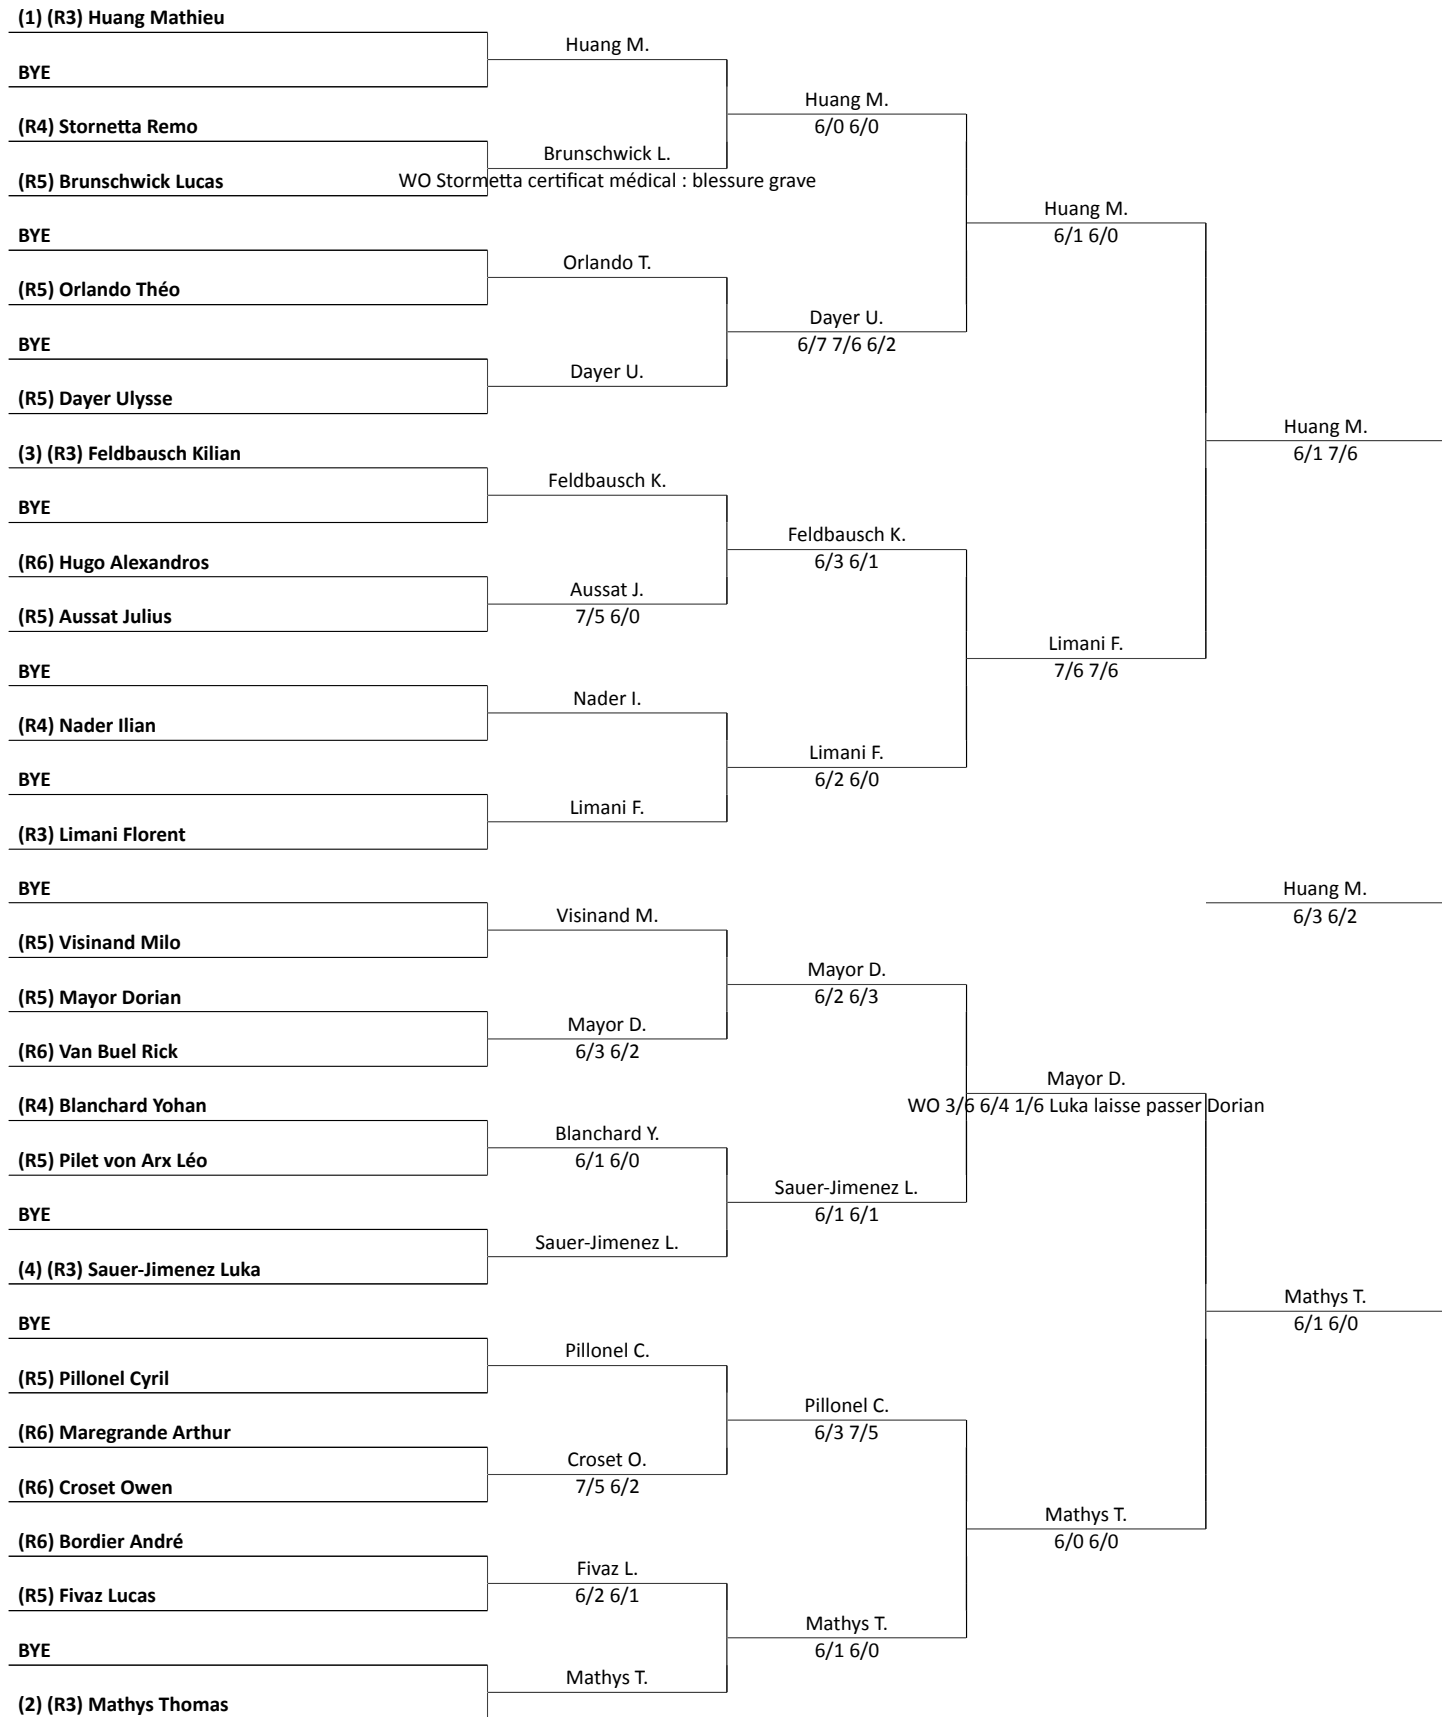 (1) (R3) Huang Mathieu
Huang M.
BYE
Huang M.
6/0 6/0
(R4) Stornetta Remo
Brunschwick L.
(R5) Brunschwick Lucas
WO Stormetta certificat médical : blessure grave
Huang M.
6/1 6/0
BYE
Orlando T.
(R5) Orlando Théo
Dayer U.
6/7 7/6 6/2
BYE
Dayer U.
(R5) Dayer Ulysse
Huang M.
6/1 7/6
(3) (R3) Feldbausch Kilian
Feldbausch K.
BYE
Feldbausch K.
6/3 6/1
(R6) Hugo Alexandros
Aussat J.
7/5 6/0
(R5) Aussat Julius
Limani F.
7/6 7/6
BYE
Nader I.
(R4) Nader Ilian
Limani F.
6/2 6/0
BYE
Limani F.
(R3) Limani Florent
BYE
Huang M.
6/3 6/2
Visinand M.
(R5) Visinand Milo
Mayor D.
6/2 6/3
(R5) Mayor Dorian
Mayor D.
6/3 6/2
(R6) Van Buel Rick
Mayor D.
WO 3/6 6/4 1/6 Luka laisse passer Dorian
(R4) Blanchard Yohan
Blanchard Y.
6/1 6/0
(R5) Pilet von Arx Léo
Sauer-Jimenez L.
6/1 6/1
BYE
Sauer-Jimenez L.
(4) (R3) Sauer-Jimenez Luka
Mathys T.
6/1 6/0
BYE
Pillonel C.
(R5) Pillonel Cyril
Pillonel C.
6/3 7/5
(R6) Maregrande Arthur
Croset O.
7/5 6/2
(R6) Croset Owen
Mathys T.
6/0 6/0
(R6) Bordier André
Fivaz L.
6/2 6/1
(R5) Fivaz Lucas
Mathys T.
6/1 6/0
BYE
Mathys T.
(2) (R3) Mathys Thomas